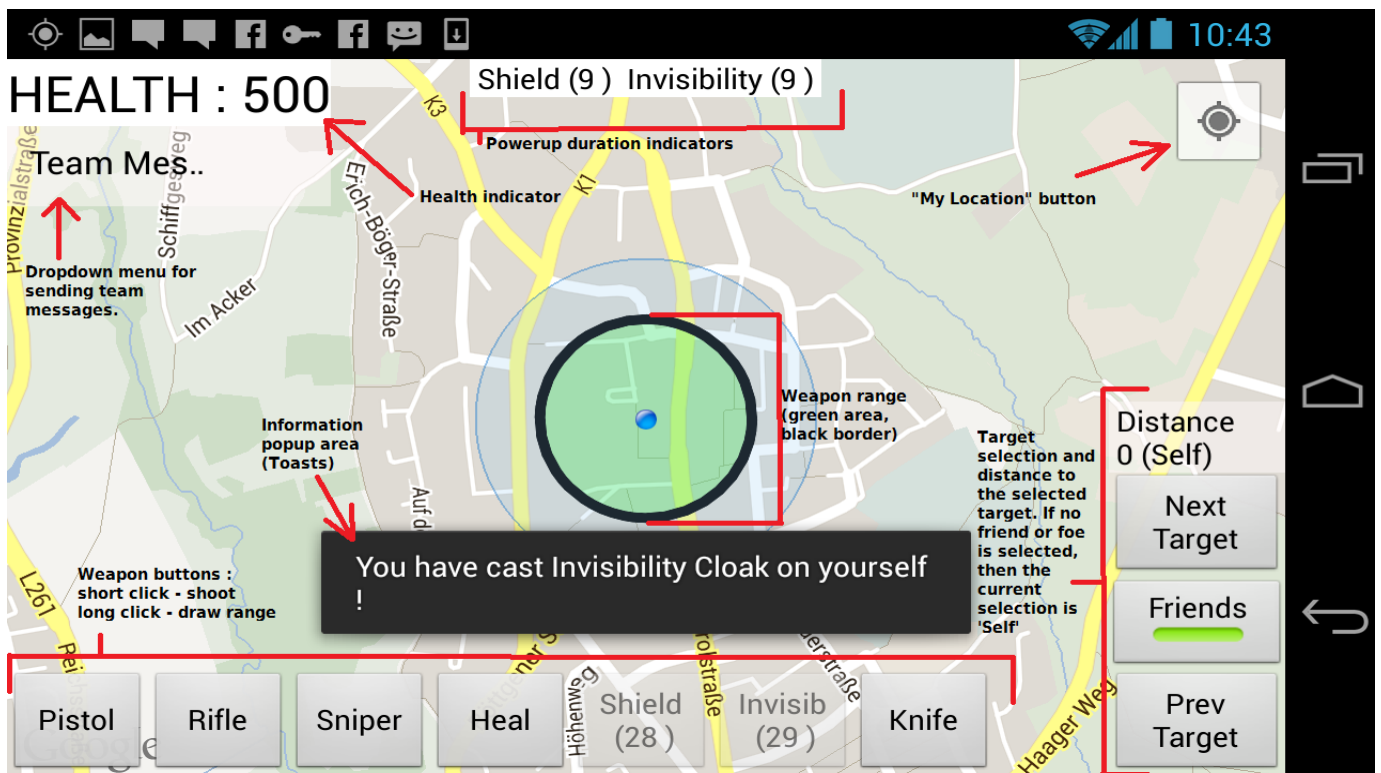 10:43
HEALTH : 500
Shield (9 ) Invisibility (9 )
Powerup duration indicators
Team Mes..
Health indicator
"My Location" button
Dropdown menu for
sending team
messages.
Provinzialstraße
Schiffgesweg
Im Acker
Erich-Böger-Straße
K3
K1
Weapon range
(green area,
black border)
Information
popup area
(Toasts)
Auf d
Target
selection and
distance to
the selected
target. If no
friend or foe
is selected,
then the
current
selection is
'Self'
Distance
0 (Self)
Next
Target
Friends
Prev
Target
You have cast Invisibility Cloak on yourself
!
Weapon buttons :
short click - shoot
long click - draw range
L261
Höhenweg
rolstraße
erstraße
Haager Weg
Pistol
Rifle
Sniper
Heal
Shield
(28 )
Invisib
(29 )
Knife
Google